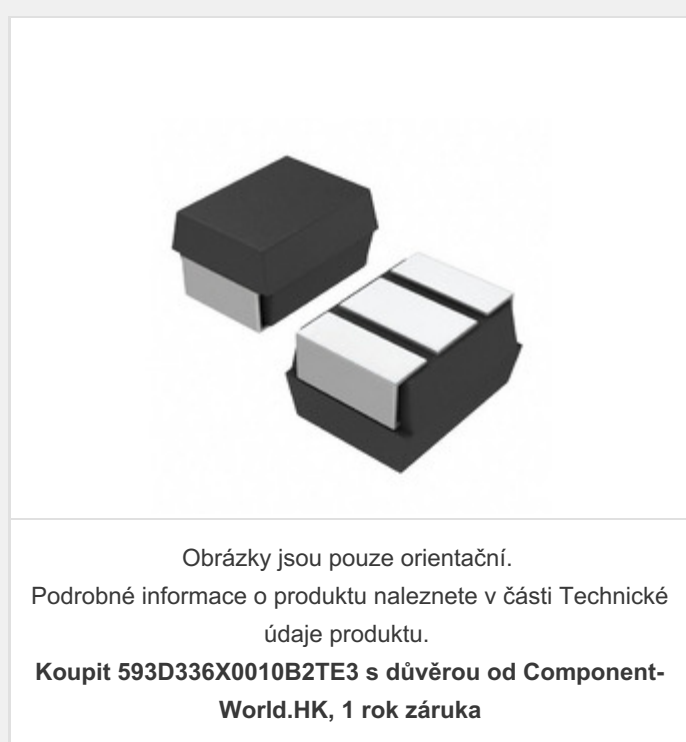 Obrázky jsou pouze orientační.
Podrobné informace o produktu naleznete v části Technické
údaje produktu.
Koupit 593D336X0010B2TE3 s důvěrou od Component-
World.HK, 1 rok záruka